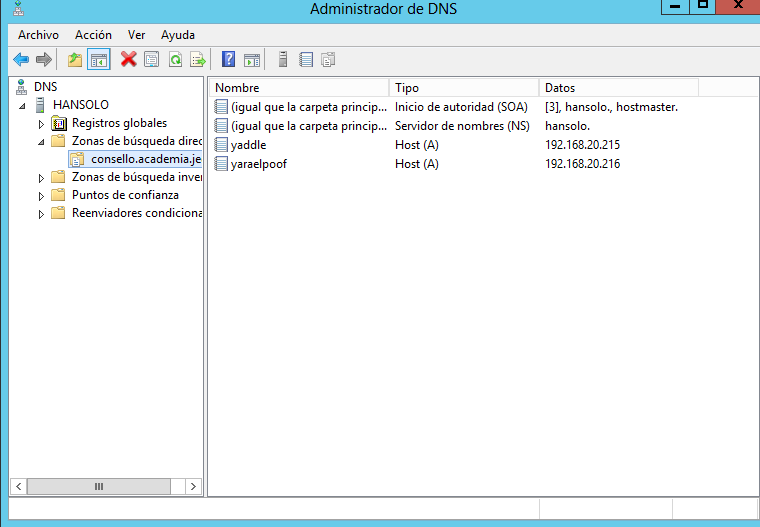 Administrador de DNS
Archivo Acción Ver Ayuda
DNS
HANSOLO
Registros globales
Zonas de búsqueda direc
consello.academia.je
Zonas de búsqueda inver
Puntos de confianza
Reenviadores condiciona
Nombre Tipo Datos
(igual que la carpeta princip... Inicio de autoridad (SOA) [3], hansolo., hostmaster.
(igual que la carpeta princip... Servidor de nombres (NS) hansolo.
yaddle Host (A) 192.168.20.215
yaraelpoof Host (A) 192.168.20.216